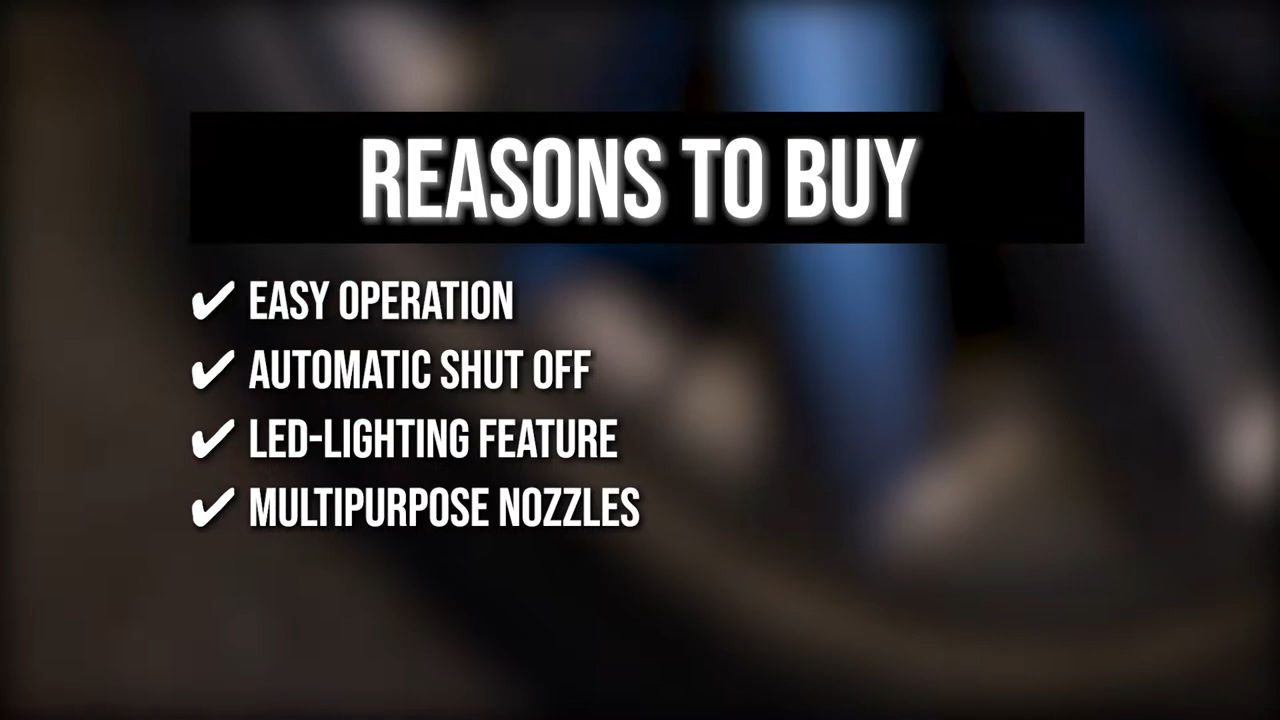 REASONS TO BUY
✔ EASY OPERATION
✔ AUTOMATIC SHUT OFF
✔ LED-LIGHTING FEATURE
✔ MULTIPURPOSE NOZZLES